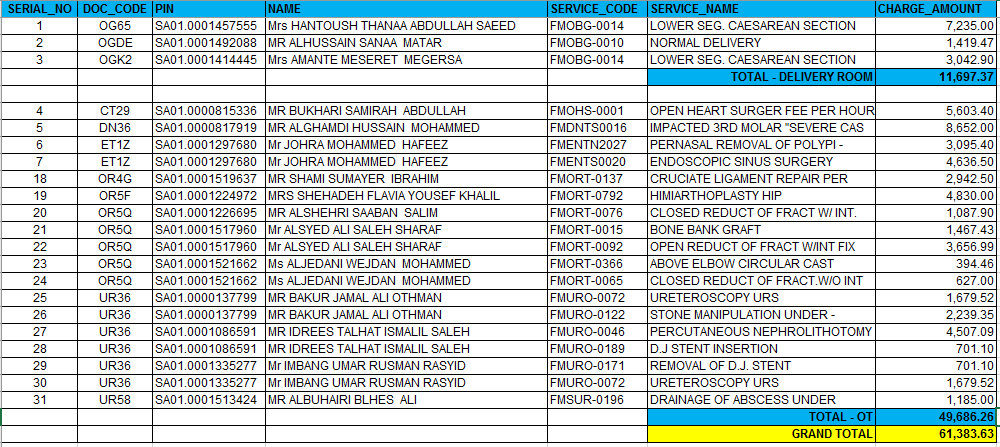 SERIAL_NO DOC_CODE PIN NAME SERVICE_CODE SERVICE_NAME CHARGE_AMOUNT
1 OG65 SA01.0001457555 Mrs HANTOUSH THANAA ABDULLAH SAEED FMOBG-0014 LOWER SEG. CAESAREAN SECTION 7,235.00
2 OGDE SA01.0001492088 MR ALHUSSAIN SANAA MATAR FMOBG-0010 NORMAL DELIVERY 1,419.47
3 OGK2 SA01.0001414445 Mrs AMANTE MESERET MEGERSA FMOBG-0014 LOWER SEG. CAESAREAN SECTION 3,042.90
TOTAL - DELIVERY ROOM 11,697.37
4 CT29 SA01.0000815336 MR BUKHARI SAMIRAH ABDULLAH FMOHS-0001 OPEN HEART SURGER FEE PER HOUR 5,603.40
5 DN36 SA01.0000817919 MR ALGHAMDI HUSSAIN MOHAMMED FMDNTS0016 IMPACTED 3RD MOLAR "SEVERE CAS 8,652.00
6 ET1Z SA01.0001297680 Mr JOHRA MOHAMMED HAFEEZ FMENTN2027 PERNASAL REMOVAL OF POLYPI - 3,095.40
7 ET1Z SA01.0001297680 Mr JOHRA MOHAMMED HAFEEZ FMENTS0020 ENDOSCOPIC SINUS SURGERY 4,636.50
18 OR4G SA01.0001519637 MR SHAMI SUMAYER IBRAHIM FMORT-0137 CRUCIATE LIGAMENT REPAIR PER 2,942.50
19 OR5F SA01.0001224972 MRS SHEHADEH FLAVIA YOUSEF KHALIL FMORT-0792 HIMIARTHOPLASTY HIP 4,830.00
20 OR5Q SA01.0001226695 MR ALSHEHRI SAABAN SALIM FMORT-0076 CLOSED REDUCT OF FRACT W/ INT. 1,087.90
21 OR5Q SA01.0001517960 Mr ALSYED ALI SALEH SHARAF FMORT-0015 BONE BANK GRAFT 1,467.43
22 OR5Q SA01.0001517960 Mr ALSYED ALI SALEH SHARAF FMORT-0092 OPEN REDUCT OF FRACT W/INT FIX 3,656.99
23 OR5Q SA01.0001521662 Ms ALJEDANI WEJDAN MOHAMMED FMORT-0366 ABOVE ELBOW CIRCULAR CAST 394.46
24 OR5Q SA01.0001521662 Ms ALJEDANI WEJDAN MOHAMMED FMORT-0065 CLOSED REDUCT OF FRACT.W/O INT 627.00
25 UR36 SA01.0000137799 MR BAKUR JAMAL ALI OTHMAN FMURO-0072 URETEROSCOPY URS 1,679.52
26 UR36 SA01.0000137799 MR BAKUR JAMAL ALI OTHMAN FMURO-0122 STONE MANIPULATION UNDER - 2,239.35
27 UR36 SA01.0001086591 MR IDREES TALHAT ISMALIL SALEH FMURO-0046 PERCUTANEOUS NEPHROLITHOTOMY 4,507.09
28 UR36 SA01.0001086591 MR IDREES TALHAT ISMALIL SALEH FMURO-0189 D.J STENT INSERTION 701.10
29 UR36 SA01.0001335277 Mr IMBANG UMAR RUSMAN RASYID FMURO-0171 REMOVAL OF D.J. STENT 701.10
30 UR36 SA01.0001335277 Mr IMBANG UMAR RUSMAN RASYID FMURO-0072 URETEROSCOPY URS 1,679.52
31 UR58 SA01.0001513424 MR ALBUHAIRI BLHES ALI FMSUR-0196 DRAINAGE OF ABSCESS UNDER 1,185.00
TOTAL - OT 49,686.26
GRAND TOTAL 61,383.63